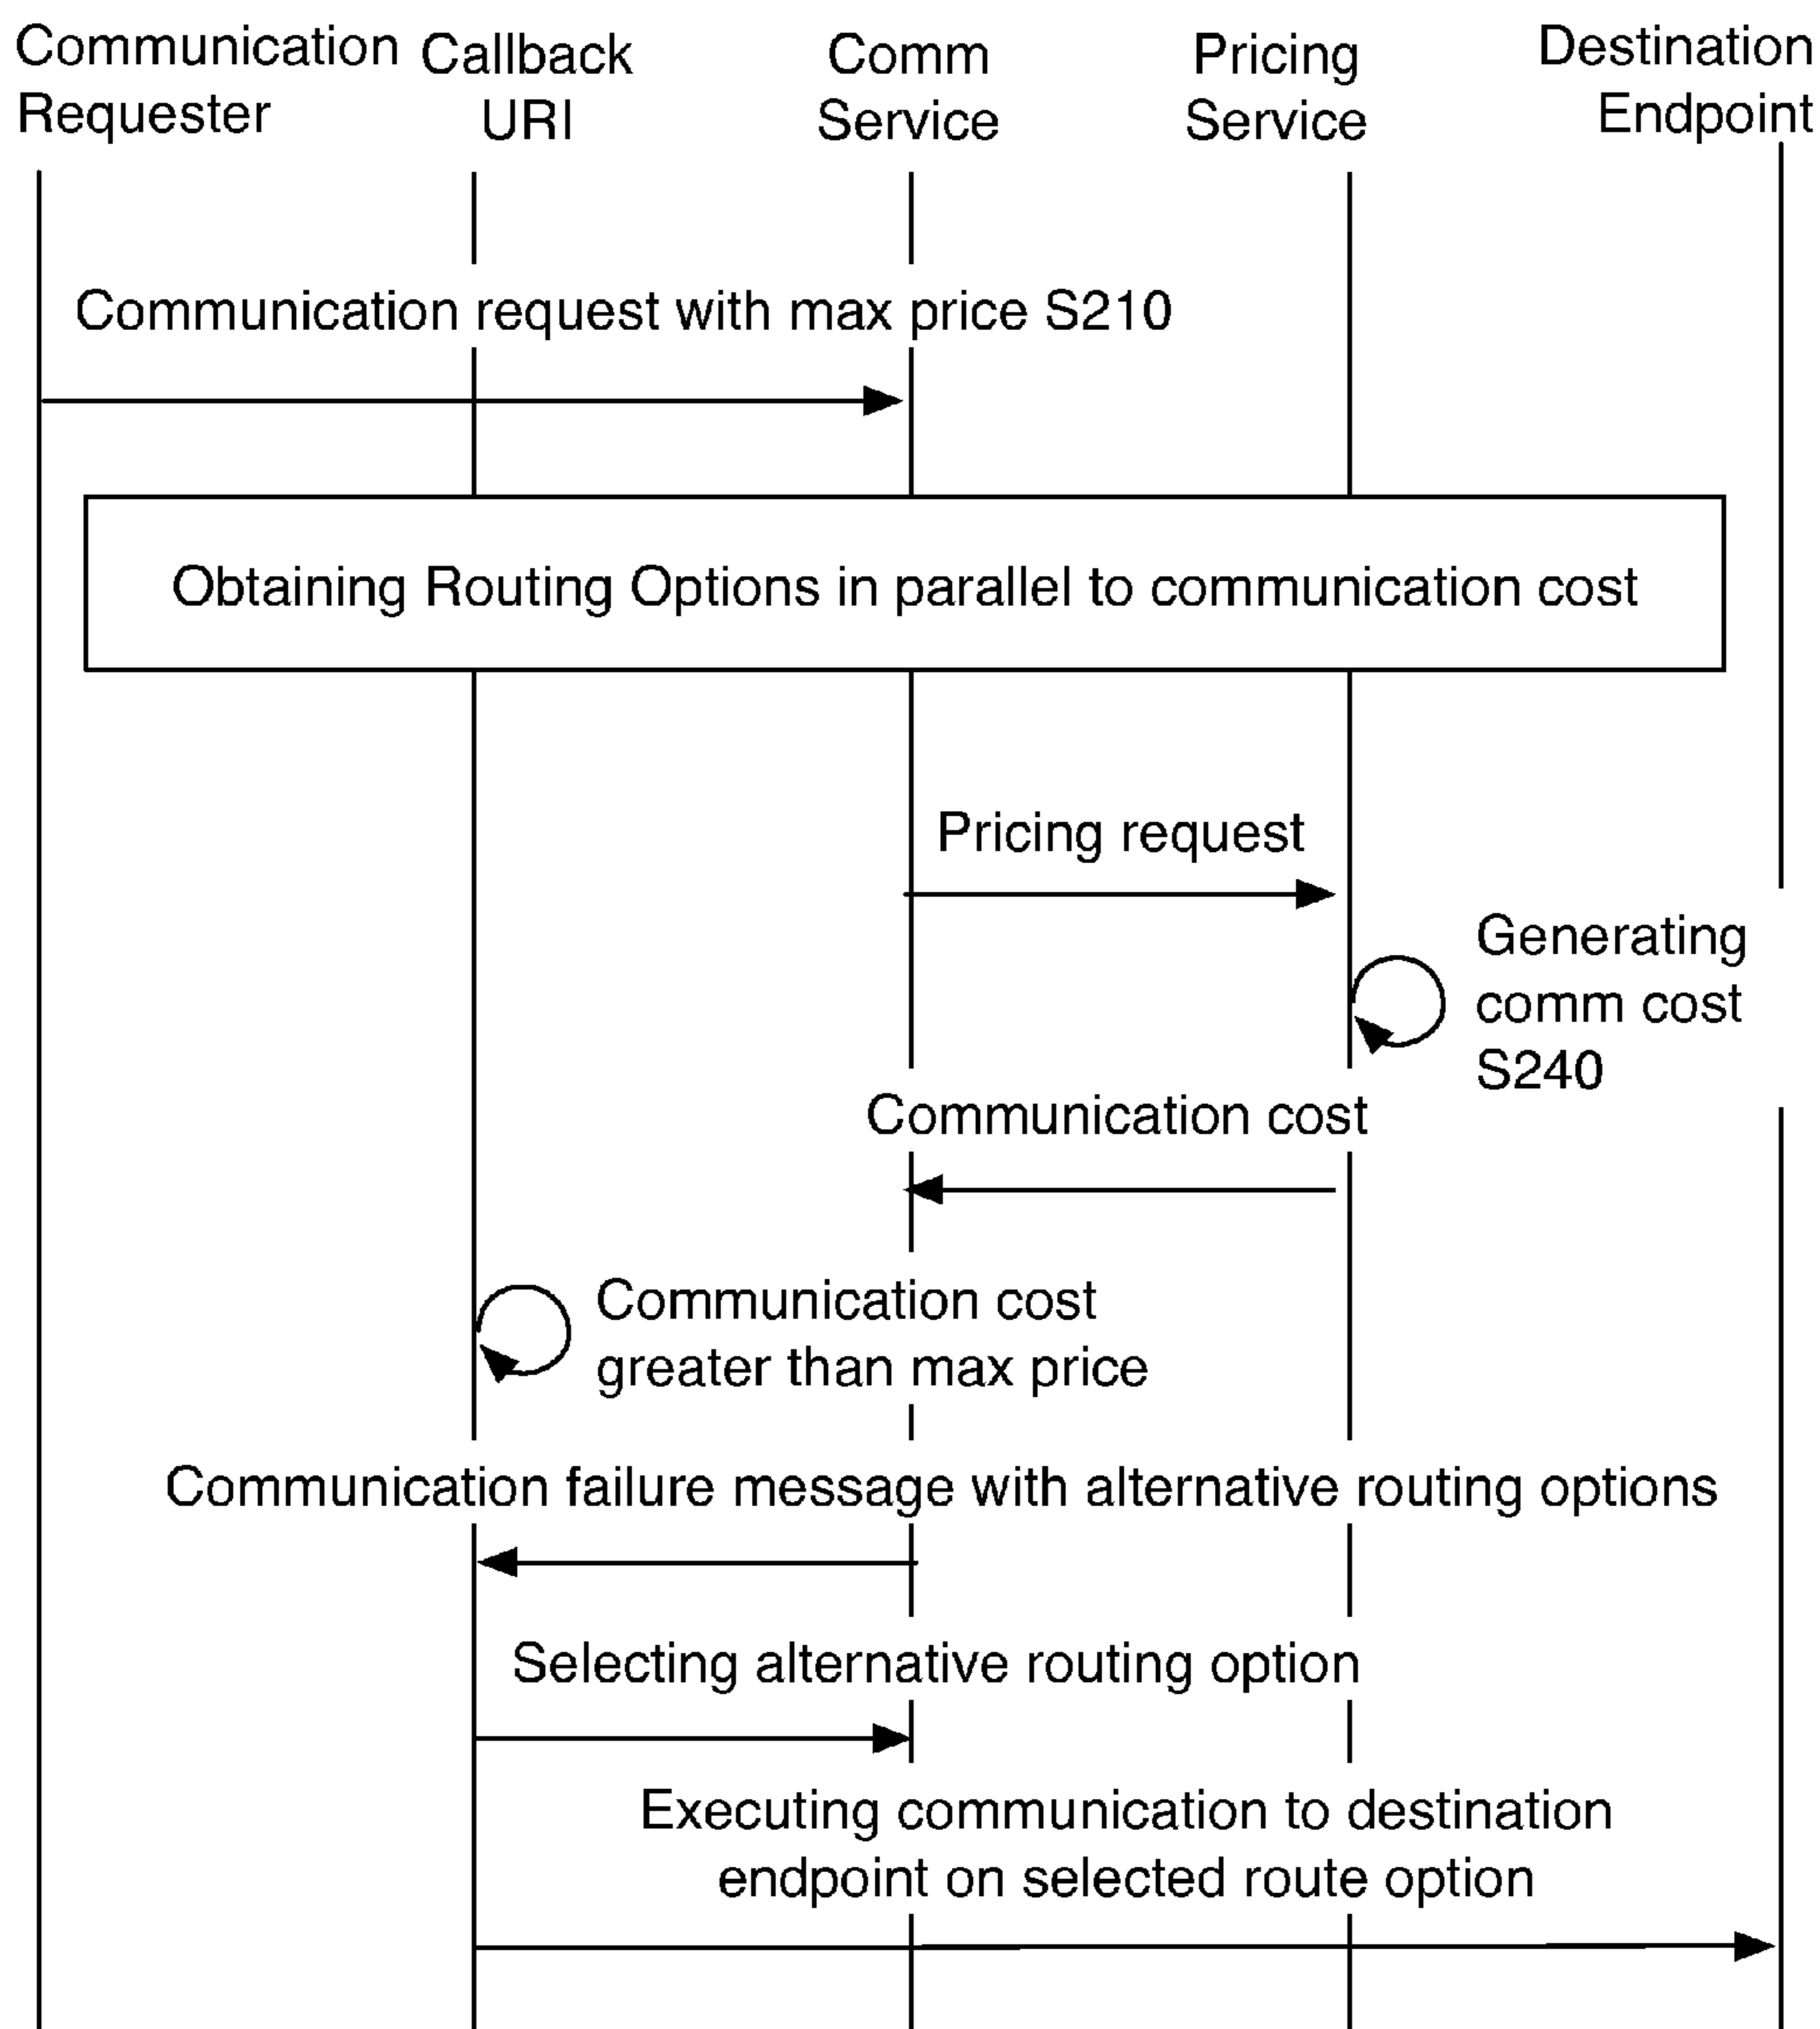 Communication
Requester
Callback
URI
Comm
Service
Pricing
Service
Destination
Endpoint
Communication request with max price S210
Obtaining Routing Options in parallel to communication cost
Pricing request
Generating
comm cost
S240
Communication cost
Communication cost
greater than max price
Communication failure message with alternative routing options
Selecting alternative routing option
Executing communication to destination
endpoint on selected route option